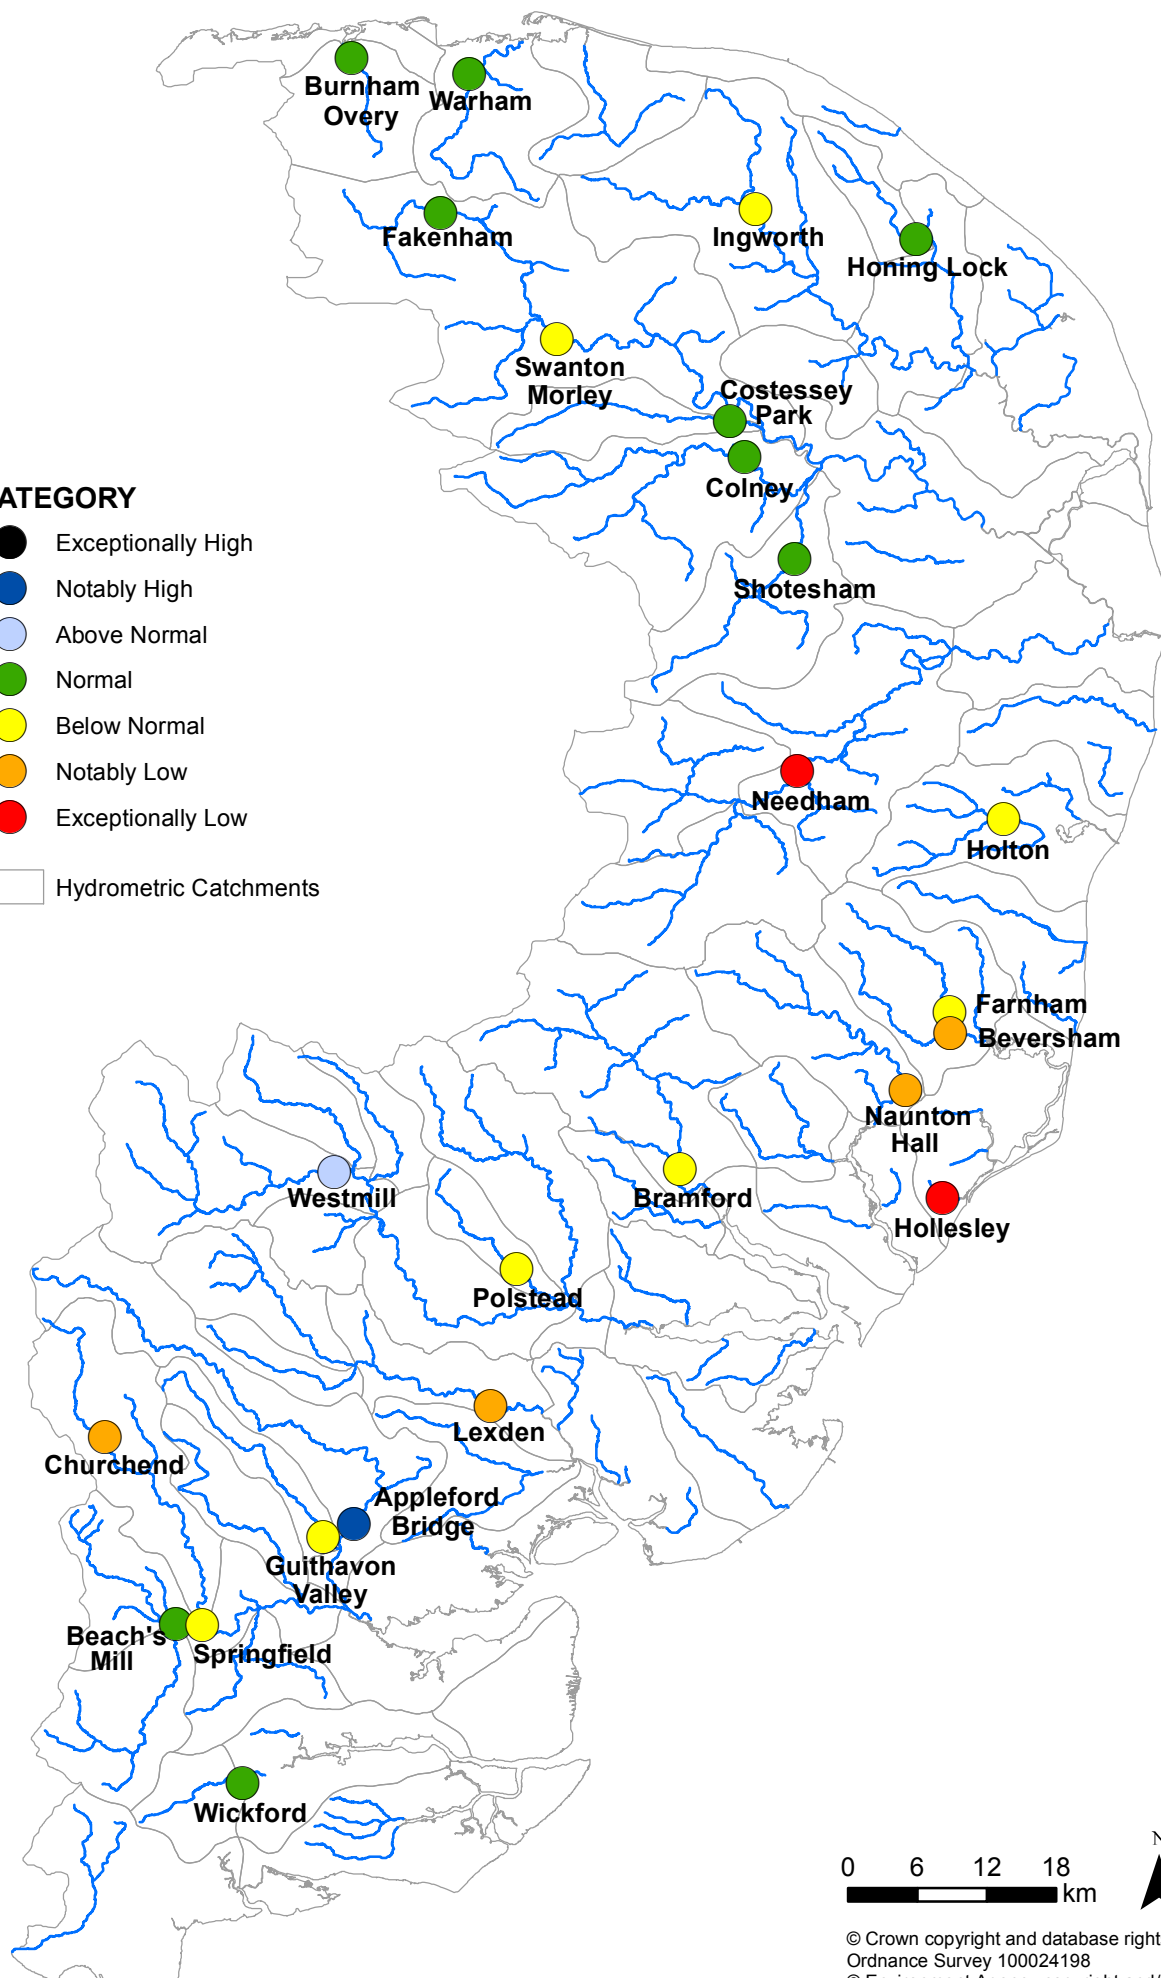 Burnham
Overy
Warham
Fakenham
Ingworth
Honing Lock
Swanton
Morley
Costessey
Park
Colney
ATEGORY
Exceptionally High
Notably High
Above Normal
Normal
Below Normal
Notably Low
Exceptionally Low
Hydrometric Catchments
Shotesham
Needham
Holton
Farnham
Beversham
Naunton
Hall
Westmill
Bramford
Hollesley
Polstead
Lexden
Churchend
Appleford
Bridge
Guithavon
Valley
Beach's
Mill
Springfield
Wickford
0 6 12 18
km
N
© Crown copyright and database right
Ordnance Survey 100024198